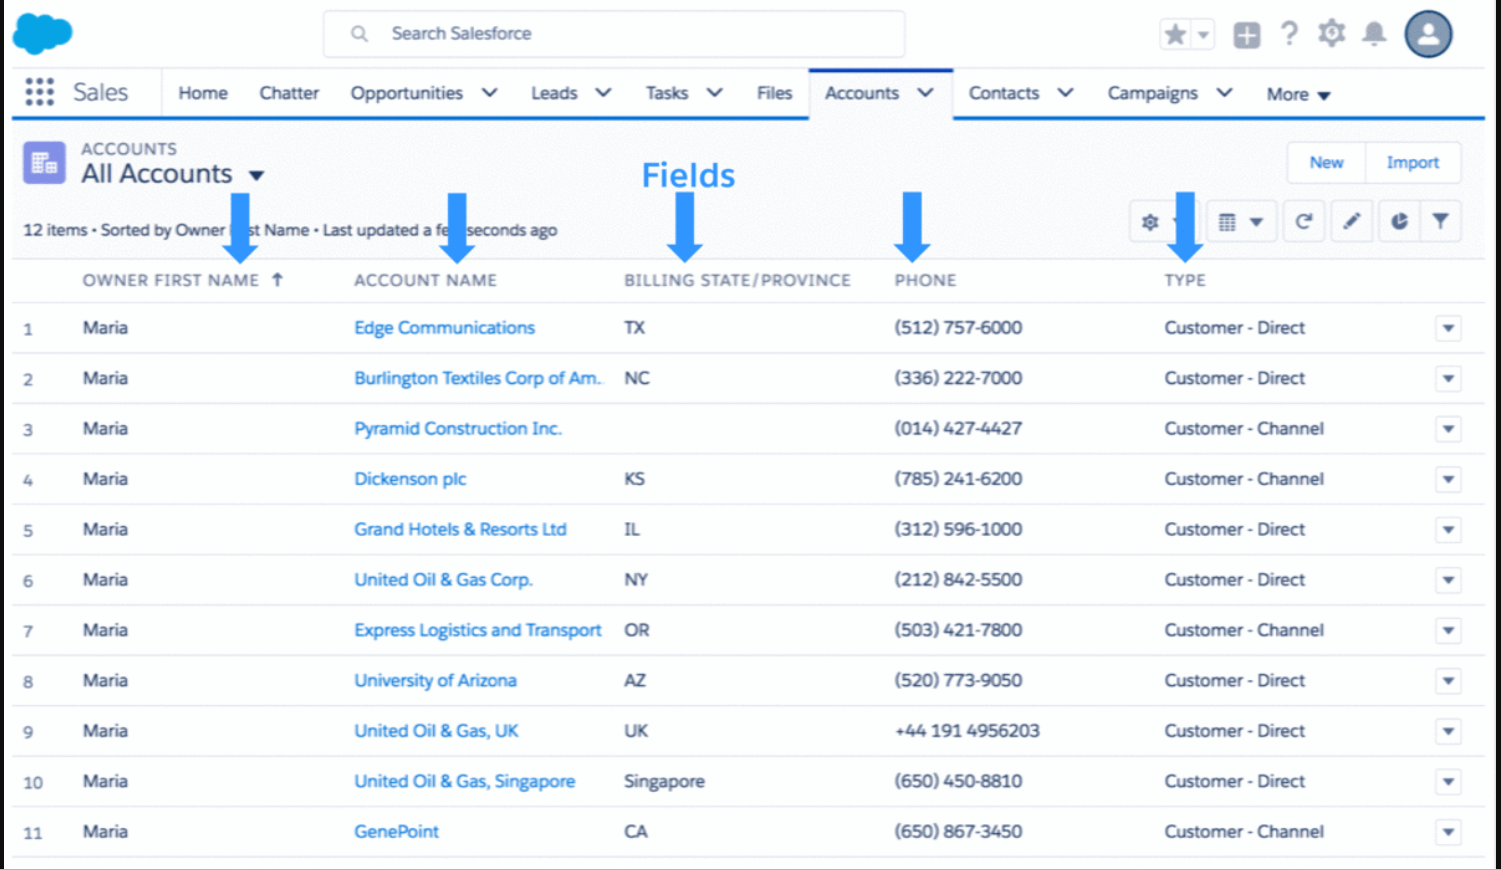 Search Salesforce
Sales Home Chatter Opportunities Leads Tasks Files Accounts Contacts Campaigns More
ACCOUNTS
All Accounts
Fields
New Import
12 items • Sorted by Owner st Name • Last updated a fe seconds ago
OWNER FIRST NAME ↑ ACCOUNT NAME BILLING STATE/PROVINCE PHONE TYPE
1 Maria Edge Communications TX (512) 757-6000 Customer - Direct
2 Maria Burlington Textiles Corp of Am.. NC (336) 222-7000 Customer - Direct
3 Maria Pyramid Construction Inc. (014) 427-4427 Customer - Channel
4 Maria Dickenson plc KS (785) 241-6200 Customer - Channel
5 Maria Grand Hotels & Resorts Ltd IL (312) 596-1000 Customer - Direct
6 Maria United Oil & Gas Corp. NY (212) 842-5500 Customer - Direct
7 Maria Express Logistics and Transport OR (503) 421-7800 Customer - Channel
8 Maria University of Arizona AZ (520) 773-9050 Customer - Direct
9 Maria United Oil & Gas, UK UK +44 191 4956203 Customer - Direct
10 Maria United Oil & Gas, Singapore Singapore (650) 450-8810 Customer - Direct
11 Maria GenePoint CA (650) 867-3450 Customer - Channel